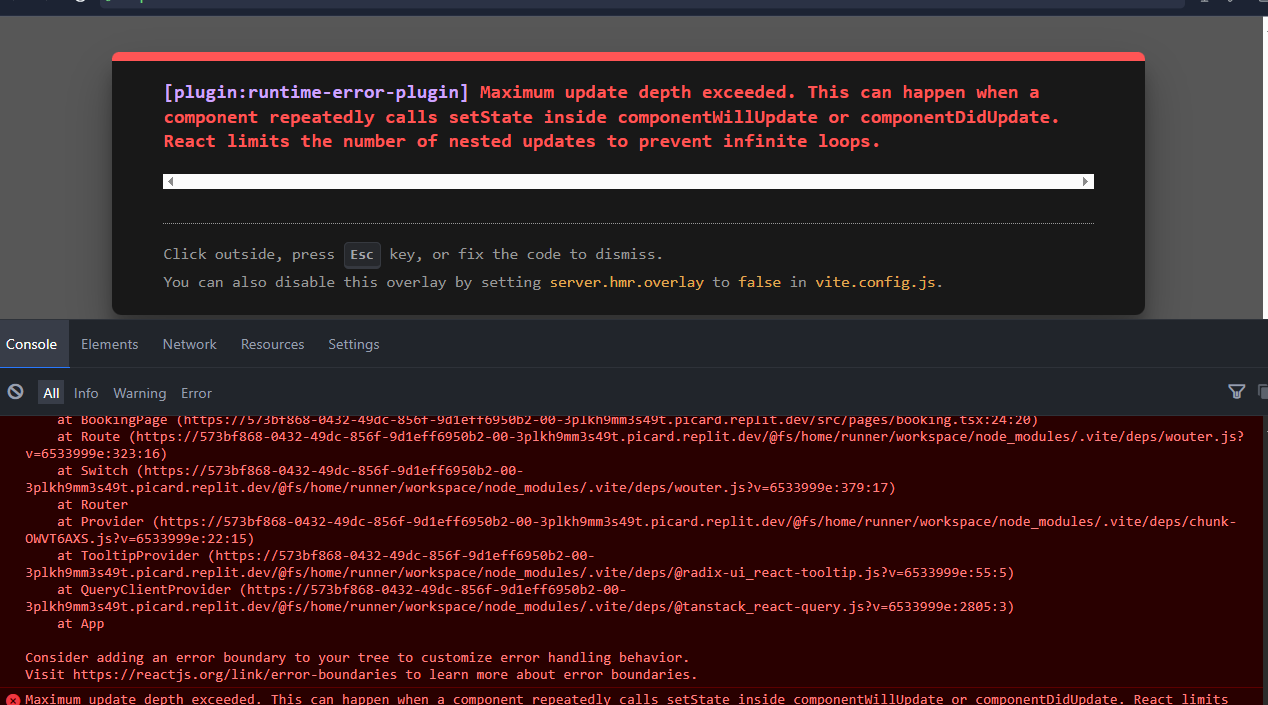 [plugin:runtime-error-plugin] Maximum update depth exceeded. This can happen when a
component repeatedly calls setState inside componentWillUpdate or componentDidUpdate.
React limits the number of nested updates to prevent infinite loops.
Click outside, press Esc key, or fix the code to dismiss.
You can also disable this overlay by setting server.hmr.overlay to false in vite.config.js.
Console Elements Network Resources Settings
All Info Warning Error
at BookingPage (https://573bf868-0432-49dc-856f-9d1eff6950b2-00-3plkh9mm3s49t.picard.replit.dev/src/pages/booking.tsx:24:20)
at Route (https://573bf868-0432-49dc-856f-9d1eff6950b2-00-3plkh9mm3s49t.picard.replit.dev/@fs/home/runner/workspace/node_modules/.vite/deps/wouter.js?
v=6533999e:323:16)
at Switch (https://573bf868-0432-49dc-856f-9d1eff6950b2-00-
3plkh9mm3s49t.picard.replit.dev/@fs/home/runner/workspace/node_modules/.vite/deps/wouter.js?v=6533999e:379:17)
at Router
at Provider (https://573bf868-0432-49dc-856f-9d1eff6950b2-00-3plkh9mm3s49t.picard.replit.dev/@fs/home/runner/workspace/node_modules/.vite/deps/chunk-
OWVT6AXS.js?v=6533999e:22:15)
at TooltipProvider (https://573bf868-0432-49dc-856f-9d1eff6950b2-00-
3plkh9mm3s49t.picard.replit.dev/@fs/home/runner/workspace/node_modules/.vite/deps/@radix-ui_react-tooltip.js?v=6533999e:55:5)
at QueryClientProvider (https://573bf868-0432-49dc-856f-9d1eff6950b2-00-
3plkh9mm3s49t.picard.replit.dev/@fs/home/runner/workspace/node_modules/.vite/deps/@tanstack_react-query.js?v=6533999e:2805:3)
at App
Consider adding an error boundary to your tree to customize error handling behavior.
Visit https://reactjs.org/link/error-boundaries to learn more about error boundaries.
Maximum update depth exceeded. This can happen when a component repeatedly calls setState inside componentWillUpdate or componentDidUpdate. React limits